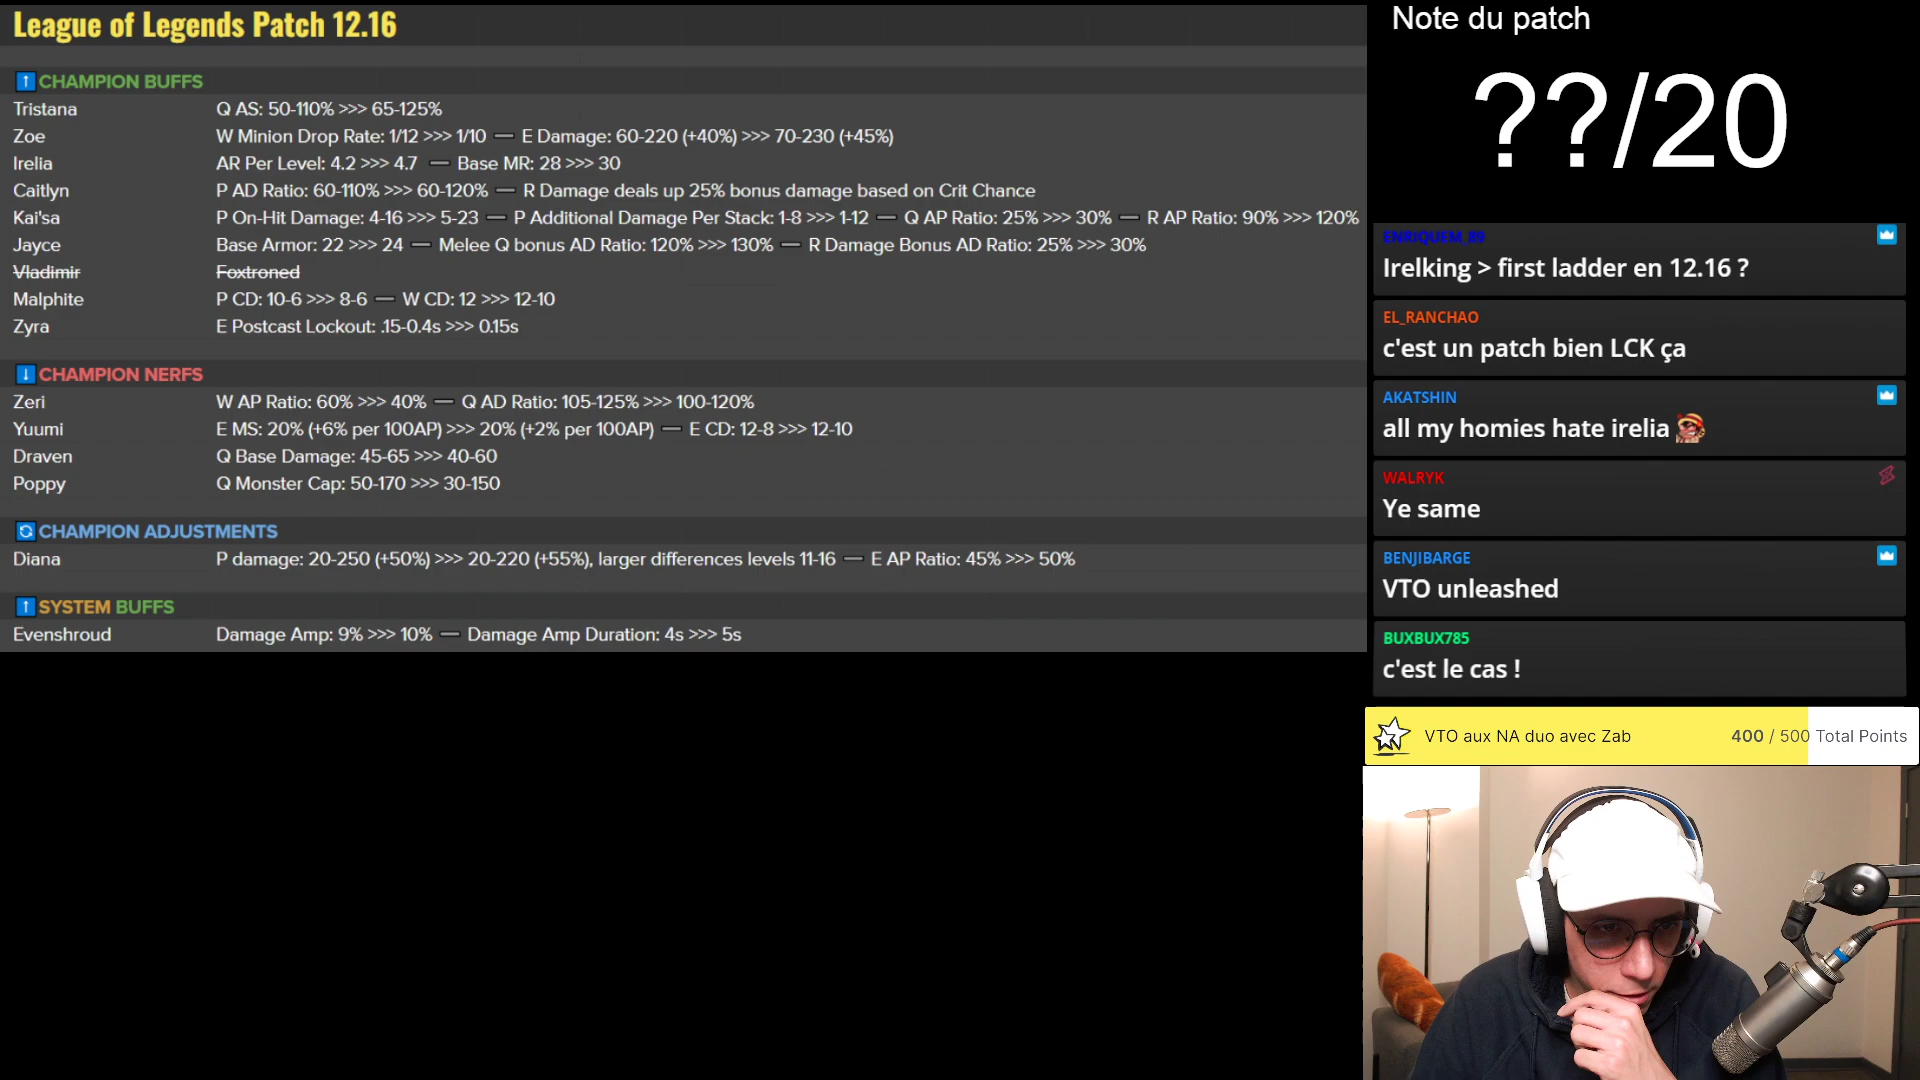 League of Legends Patch 12.16
CHAMPION BUFFS
Tristana Q AS: 50-110% >>> 65-125%
Zoe W Minion Drop Rate: 1/12 >>> 1/10 — E Damage: 60-220 (+40%) >>> 70-230 (+45%)
Irelia AR Per Level: 4.2 >>> 4.7 — Base MR: 28 >>> 30
Caitlyn P AD Ratio: 60-110% >>> 60-120% — R Damage deals up 25% bonus damage based on Crit Chance
Kai'sa P On-Hit Damage: 4-16 >>> 5-23 — P Additional Damage Per Stack: 1-8 >>> 1-12 — Q AP Ratio: 25% >>> 30% — R AP Ratio: 90% >>> 120%
Jayce Base Armor: 22 >>> 24 — Melee Q bonus AD Ratio: 120% >>> 130% — R Damage Bonus AD Ratio: 25% >>> 30%
Vladimir Foxtroned
Malphite P CD: 10-6 >>> 8-6 — W CD: 12 >>> 12-10
Zyra E Postcast Lockout: .15-0.4s >>> 0.15s
CHAMPION NERFS
Zeri W AP Ratio: 60% >>> 40% — Q AD Ratio: 105-125% >>> 100-120%
Yuumi E MS: 20% (+6% per 100AP) >>> 20% (+2% per 100AP) — E CD: 12-8 >>> 12-10
Draven Q Base Damage: 45-65 >>> 40-60
Poppy Q Monster Cap: 50-170 >>> 30-150
CHAMPION ADJUSTMENTS
Diana P damage: 20-250 (+50%) >>> 20-220 (+55%), larger differences levels 11-16 — E AP Ratio: 45% >>> 50%
SYSTEM BUFFS
Evenshroud Damage Amp: 9% >>> 10% — Damage Amp Duration: 4s >>> 5s
Note du patch
??/20
ENRIQUEM_89
Irelking > first ladder en 12.16 ?
EL_RANCHAO
c'est un patch bien LCK ça
AKATSHIN
all my homies hate irelia
WALRYK
Ye same
BENJIBARGE
VTO unleashed
BUXBUX785
c'est le cas !
VTO aux NA duo avec Zab 400 / 500 Total Points